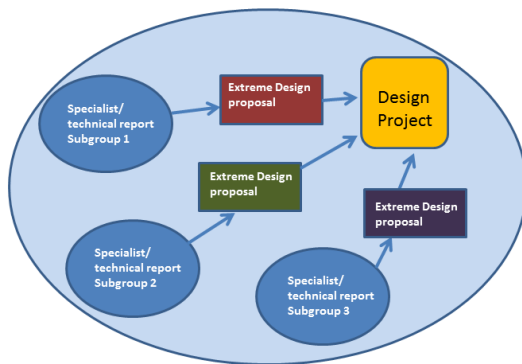 Extreme Design
proposal
Design
Project
Specialist/
technical report
Subgroup 1
Extreme Design
proposal
Extreme Design
proposal
Specialist/
technical report
Subgroup 2
Specialist/
technical report
Subgroup 3